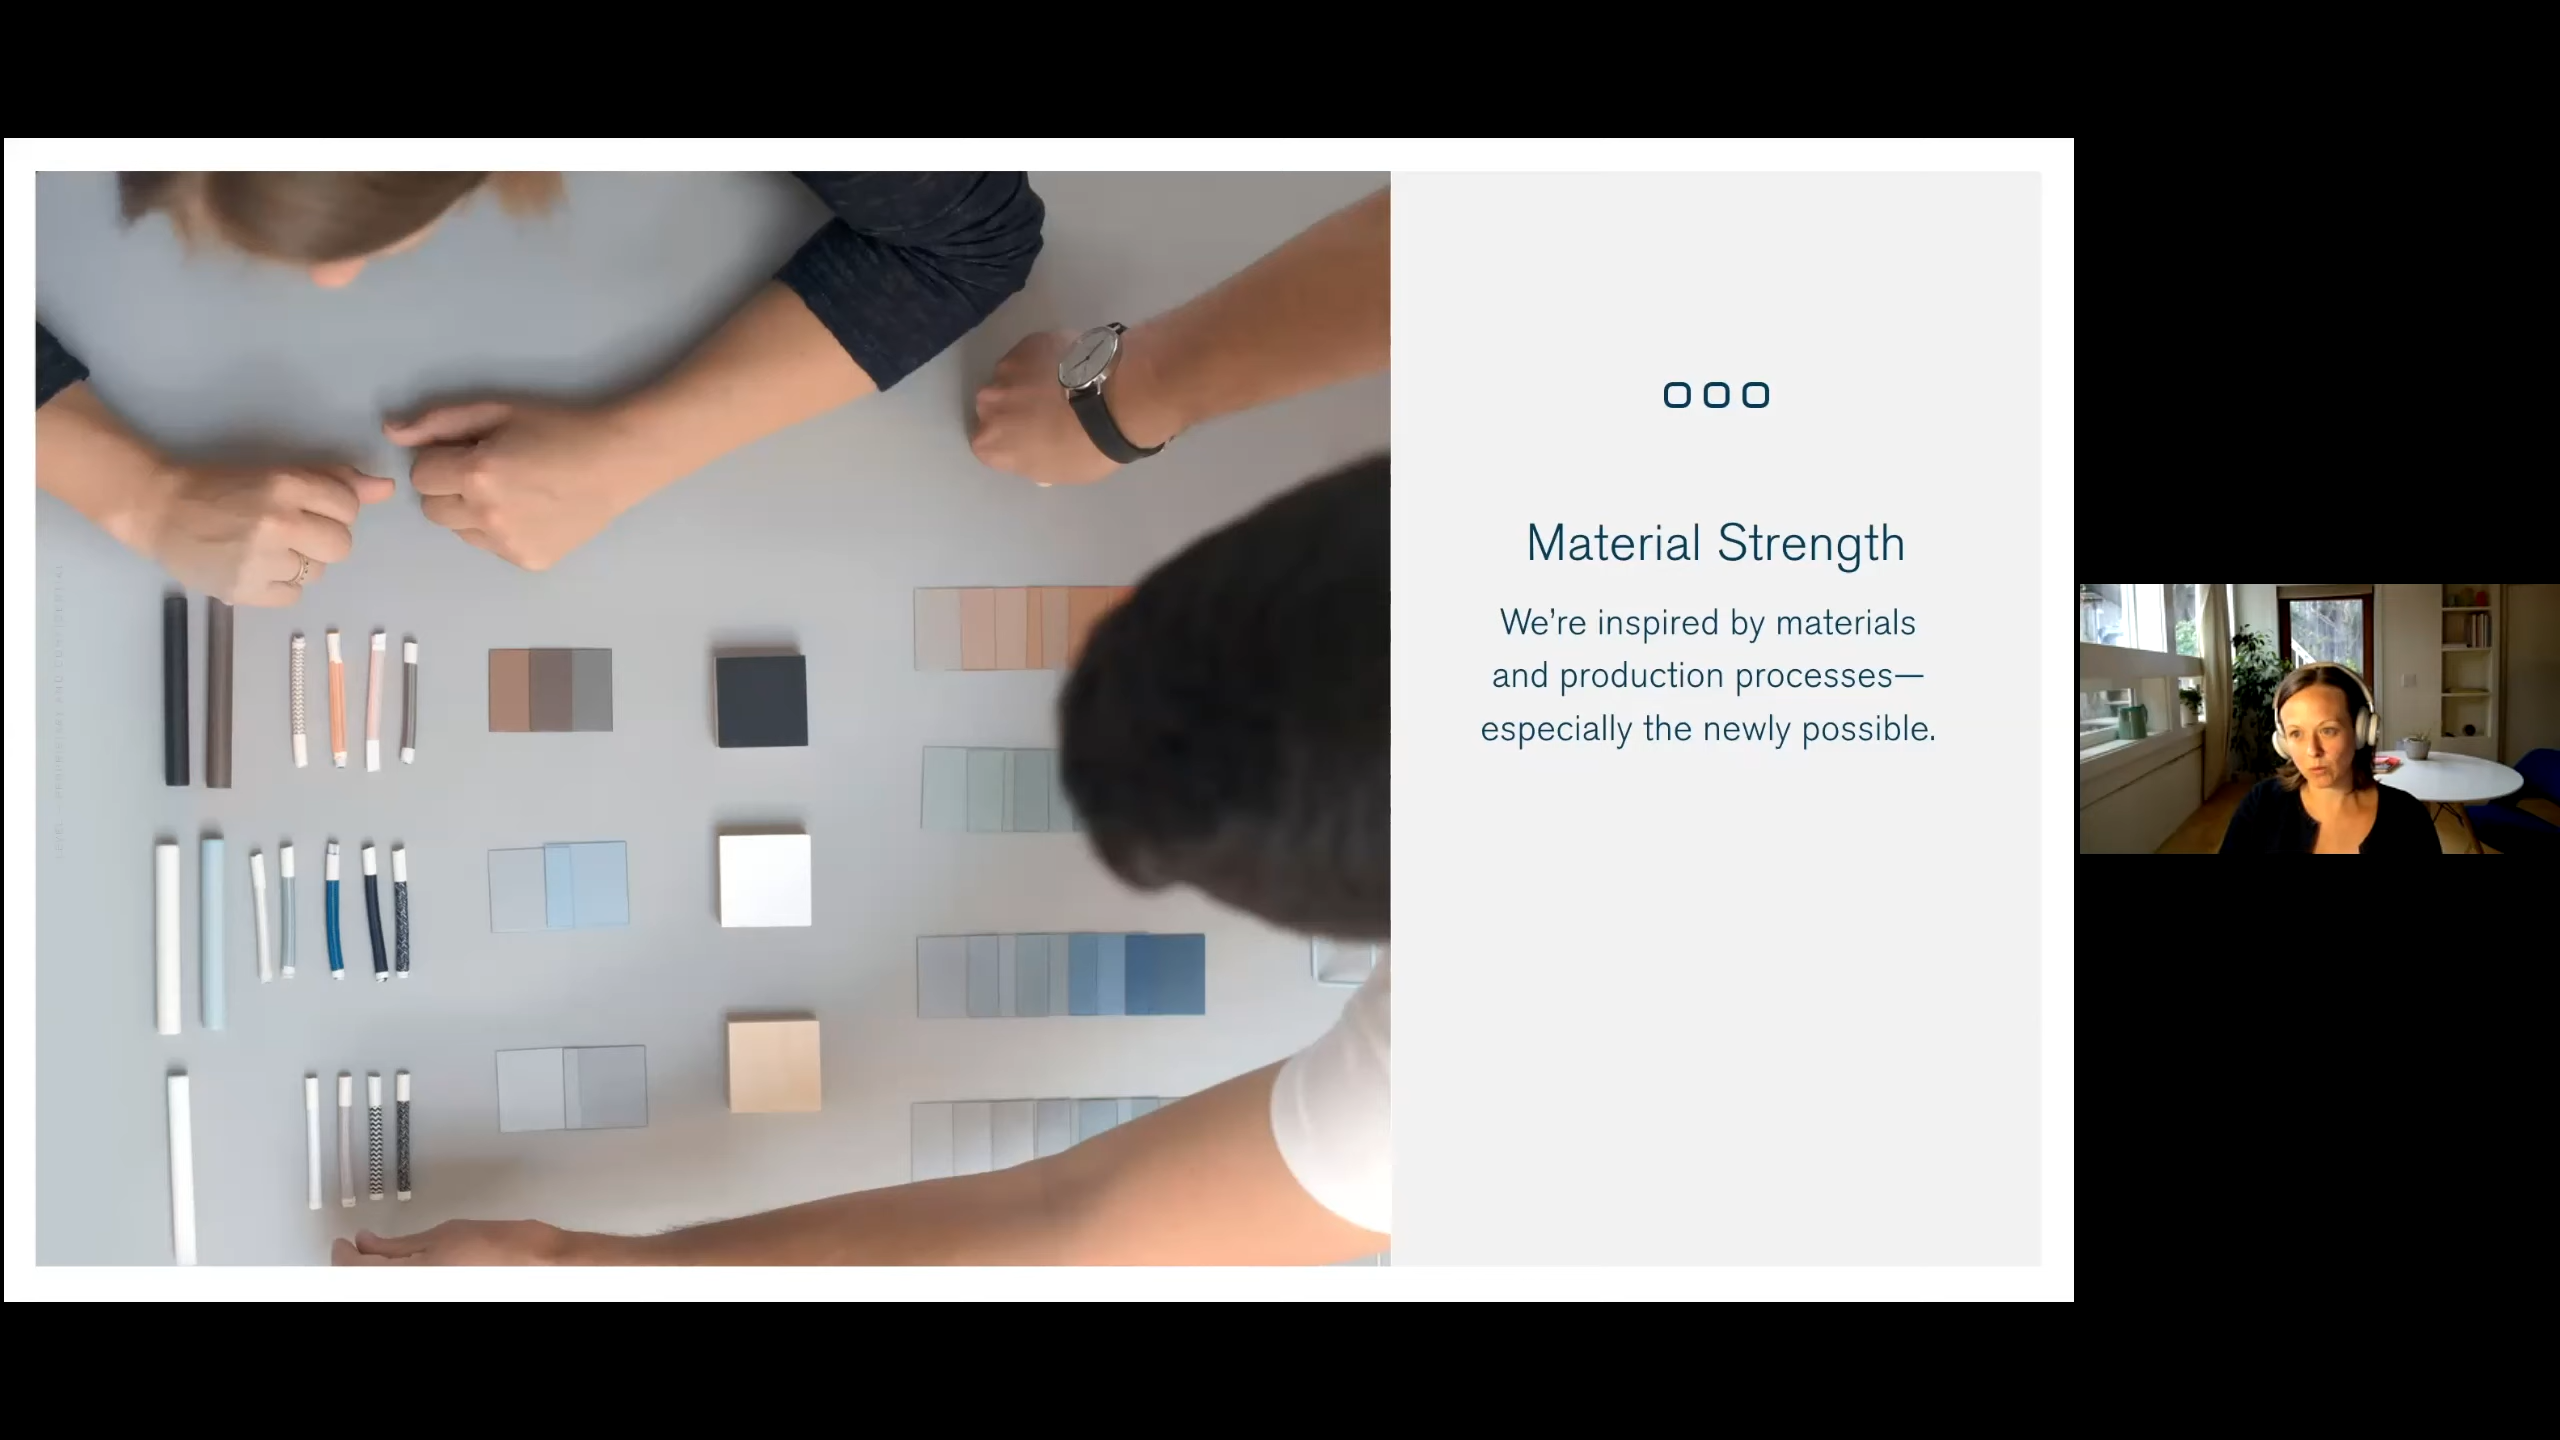 Material Strength
We're inspired by materials
and production processes—
especially the newly possible.